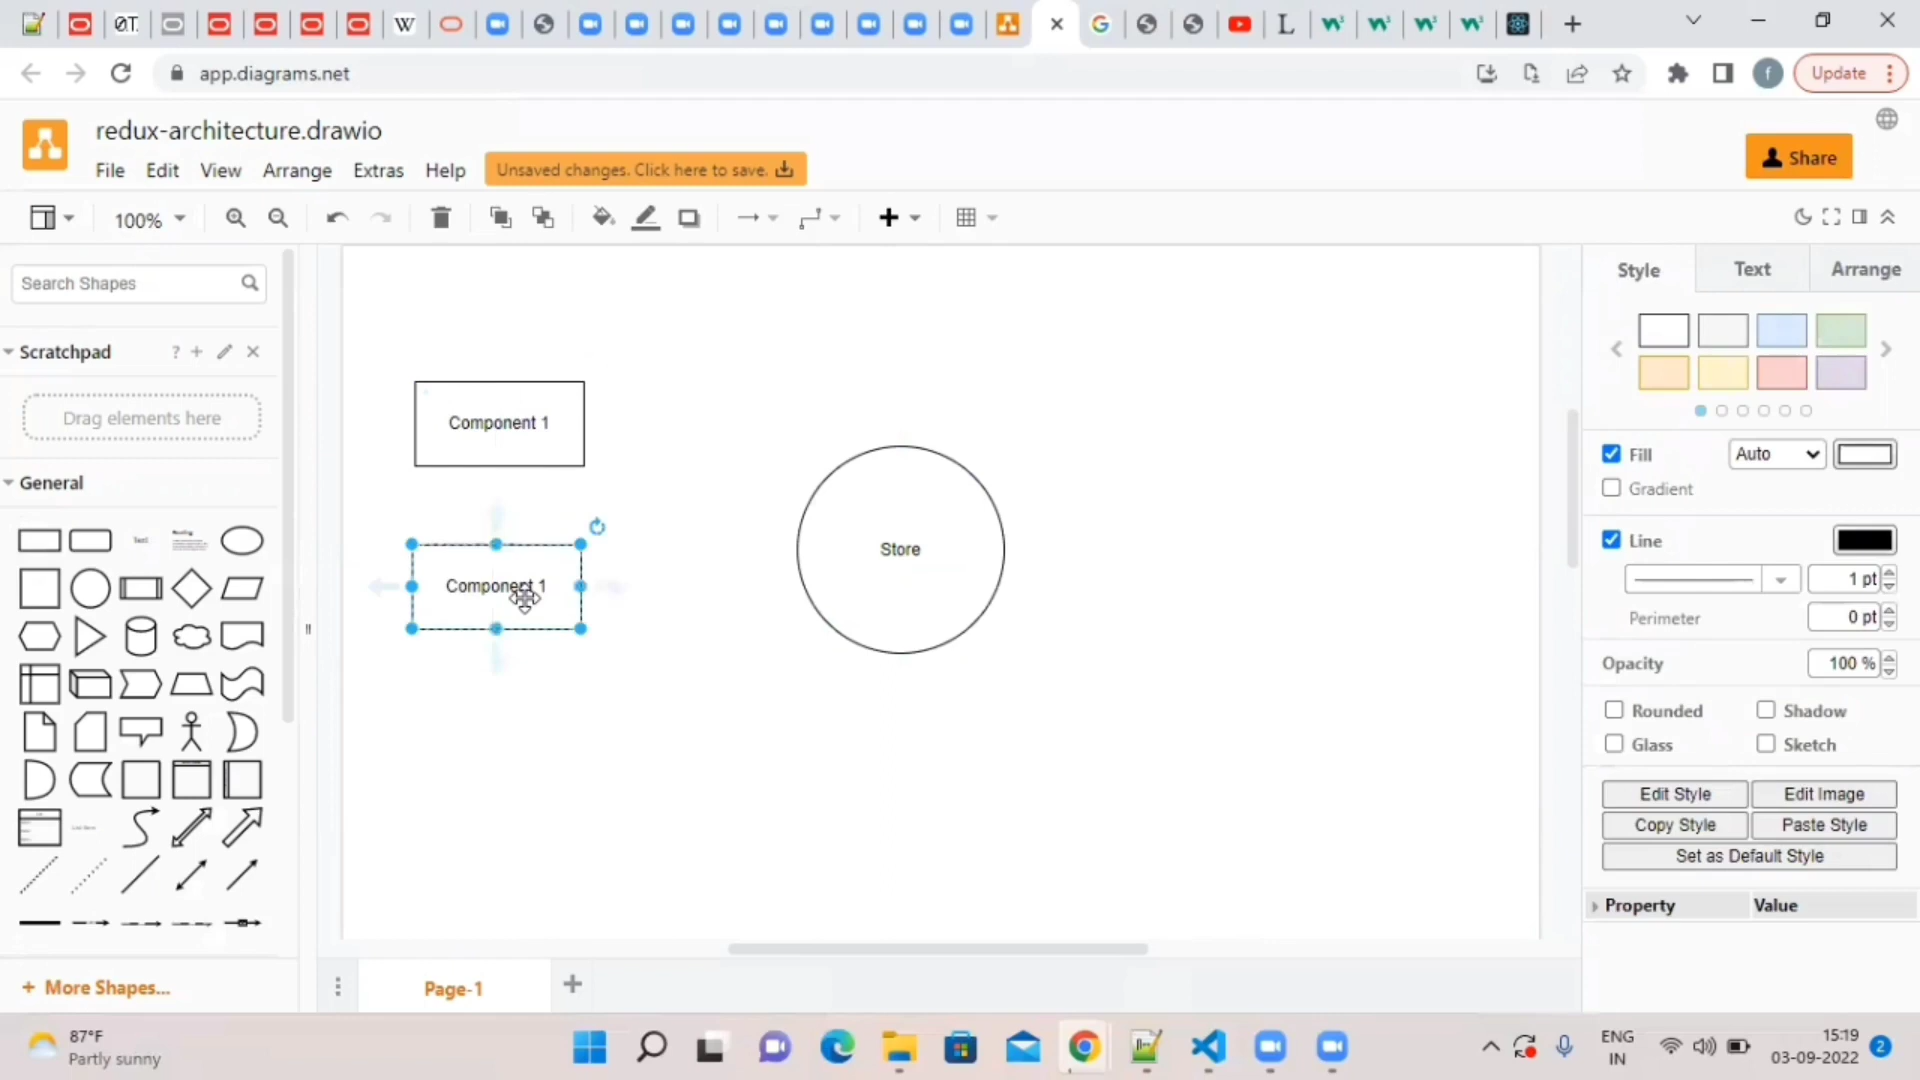 app.diagrams.net
f
Update
redux-architecture.drawio
File Edit View Arrange Extras Help
Unsaved changes. Click here to save.
Share
100%
Search Shapes
Scratchpad
?
Drag elements here
General
Text
Heading
+ More Shapes...
Component 1
Component 1
Store
Page-1
Style Text Arrange
Fill Auto
Gradient
Line
1 pt
Perimeter 0 pt
Opacity 100 %
Rounded Shadow
Glass Sketch
Edit Style Edit Image
Copy Style Paste Style
Set as Default Style
Property Value
87°F
Partly sunny
ENG
IN
15:19
03-09-2022
2